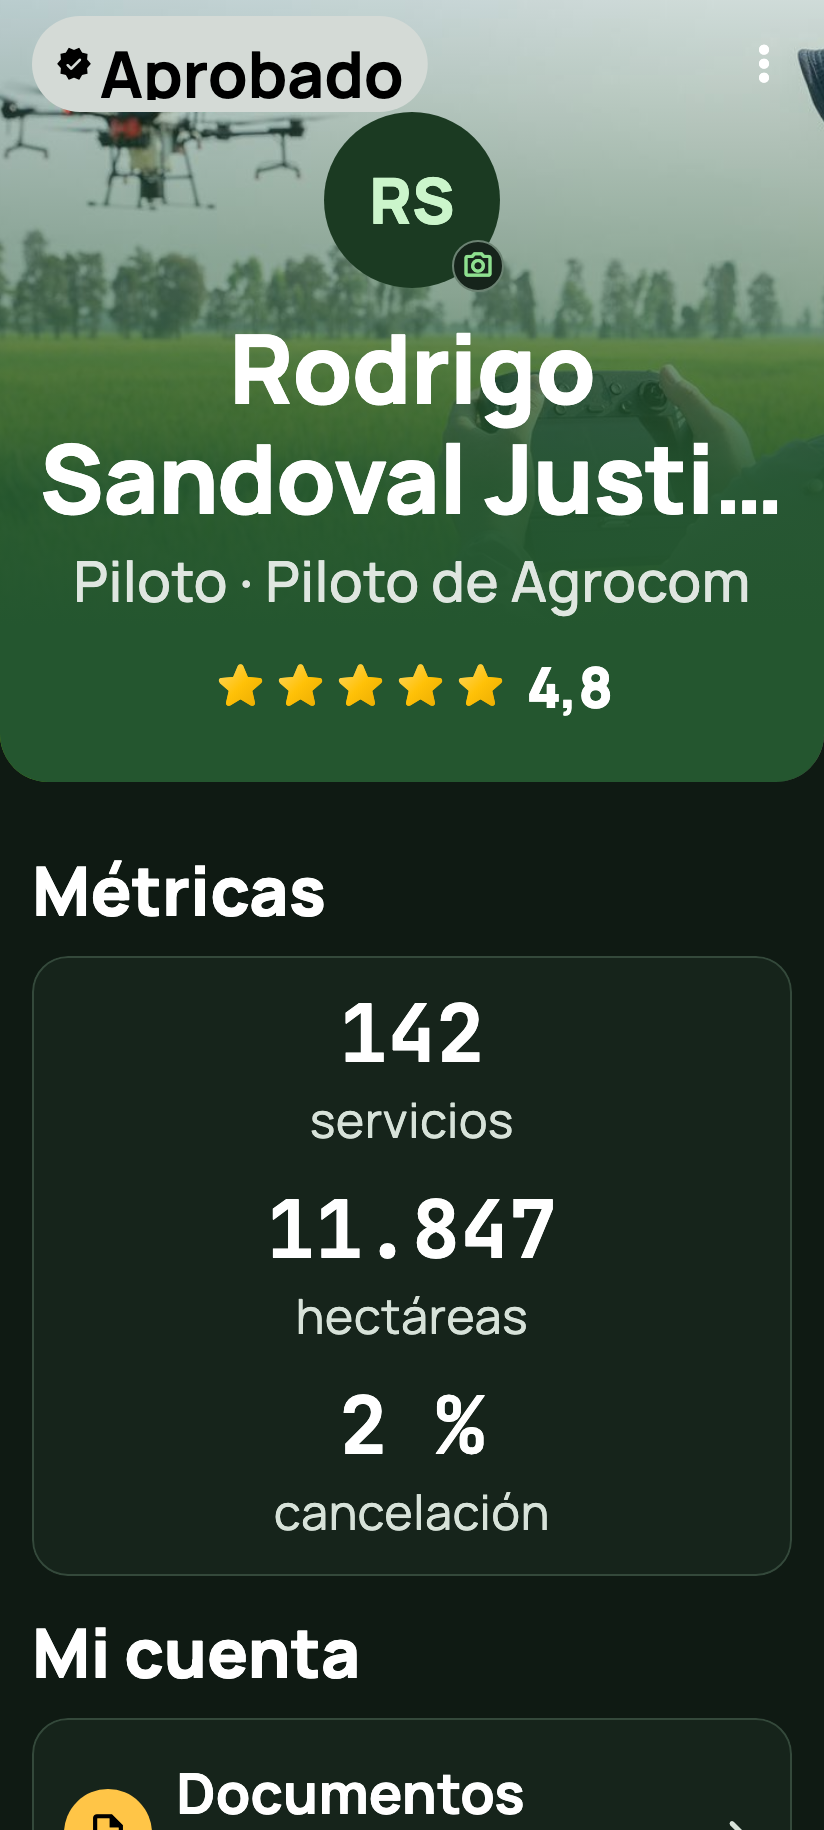 Aprobado
RS
Rodrigo
Sandoval Justi...
Piloto · Piloto de Agrocom
4,8
Métricas
142
servicios
11.847
hectáreas
2 %
cancelación
Mi cuenta
Documentos